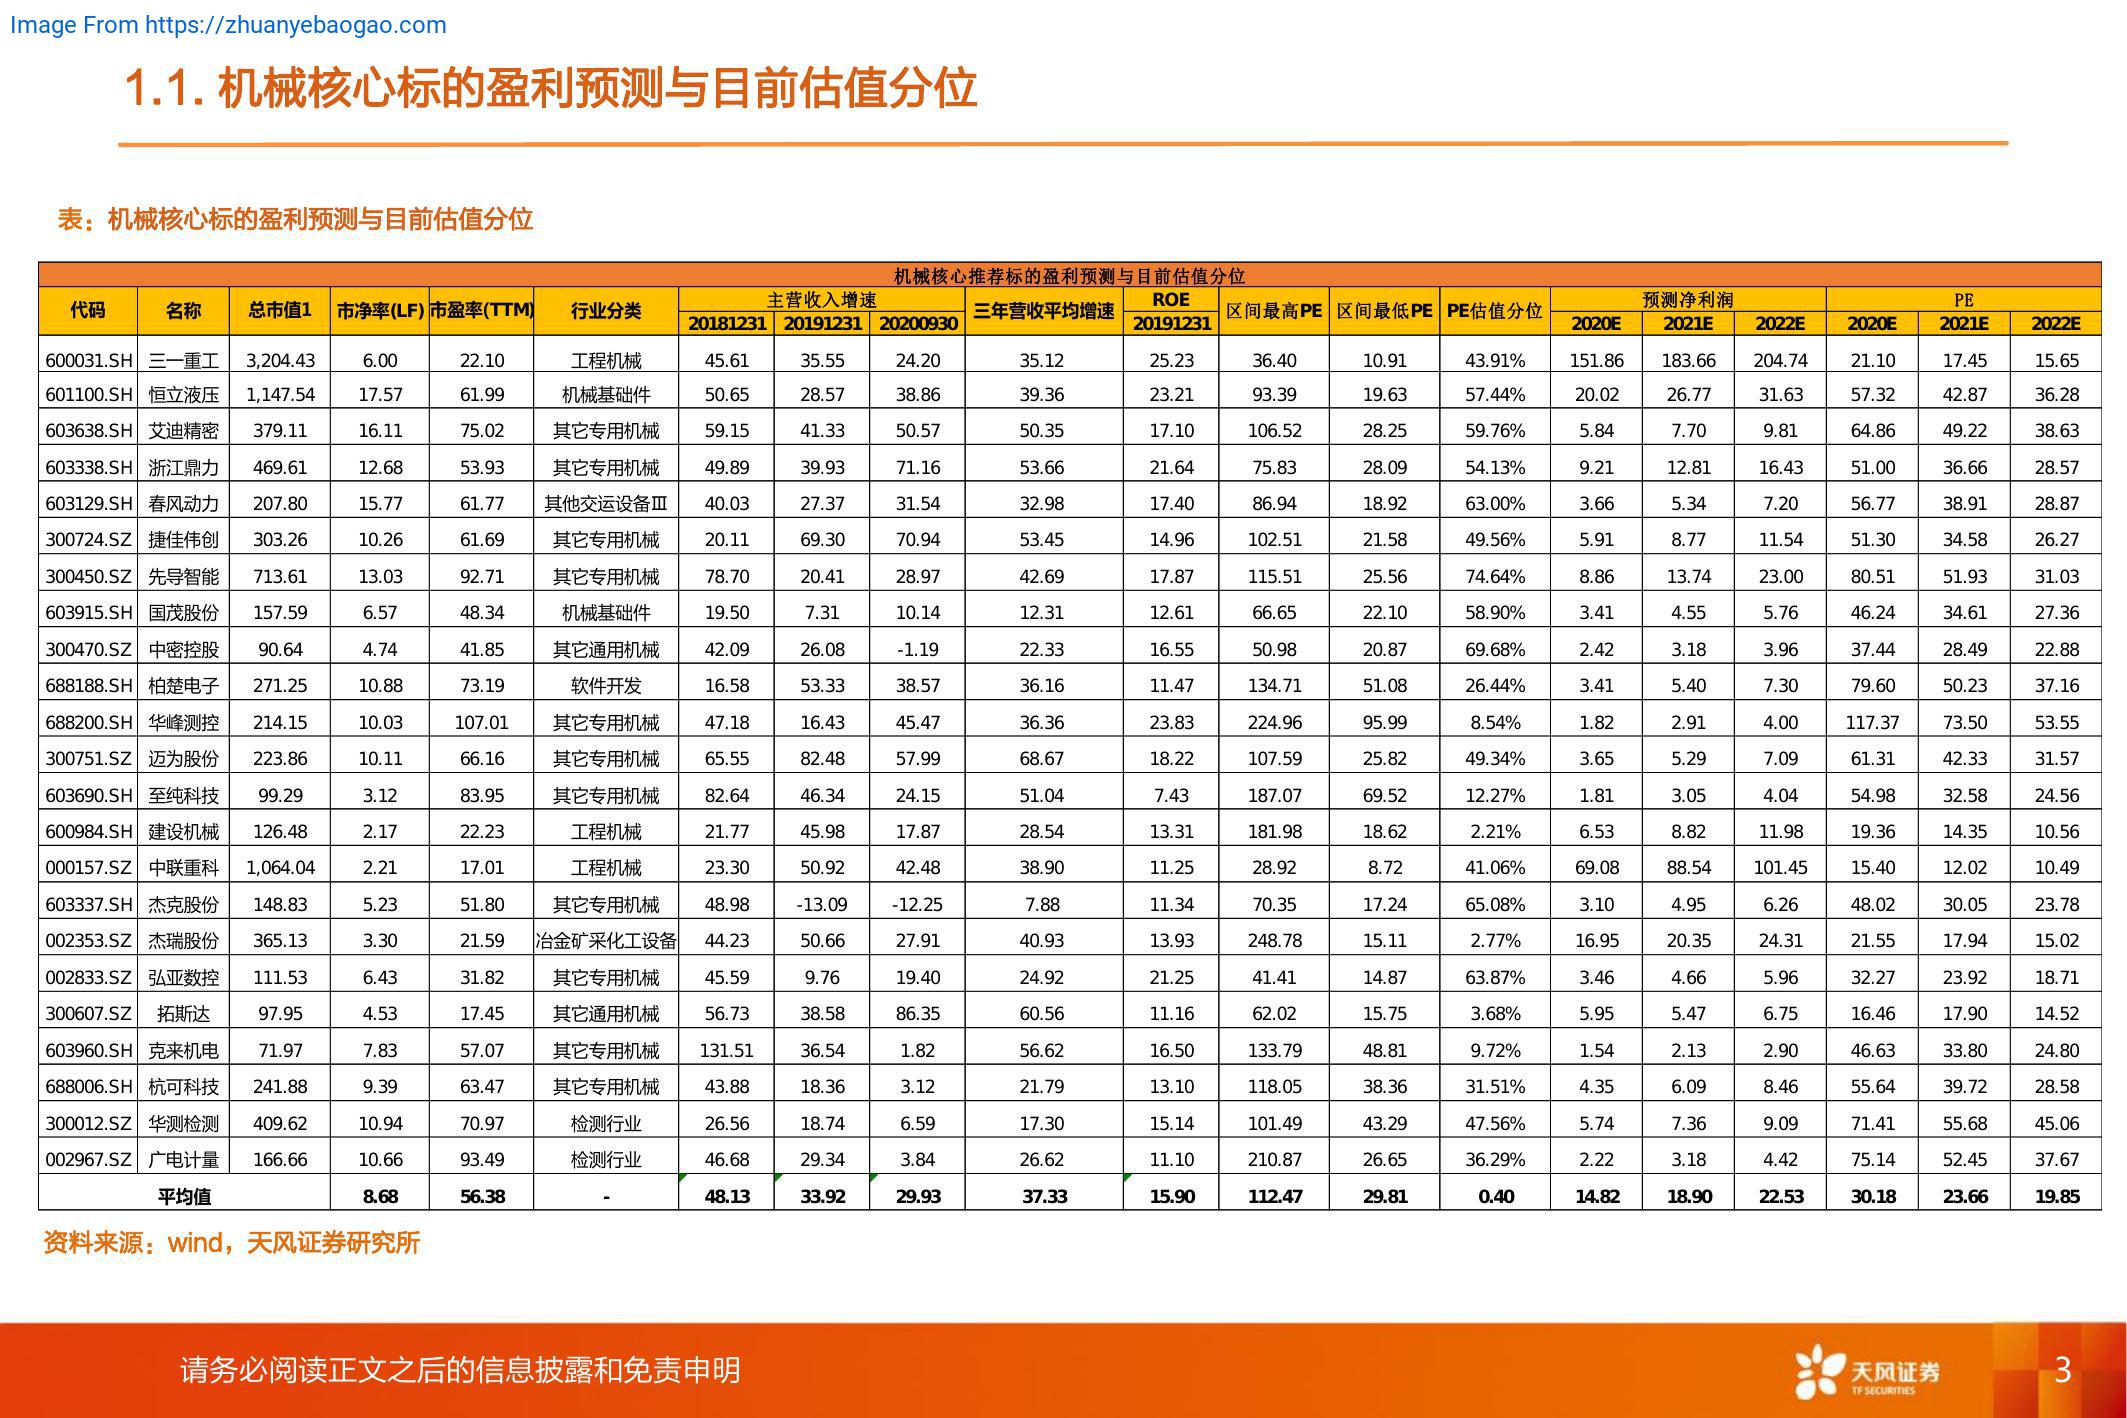 Image From https://zhuanyebaogao.com
1.1. 机械核心标的盈利预测与目前估值分位
表：机械核心标的盈利预测与目前估值分位
机械核心推荐标的盈利预测与目前估值分位
代码 名称 总市值1 市净率(LF) 市盈率(TTM) 行业分类 主营收入增速 三年营收平均增速 ROE 区间最高PE 区间最低PE PE估值分位 预测净利润 PE
20181231 20191231 20200930 20191231 2020E 2021E 2022E 2020E 2021E 2022E
600031.SH 三一重工 3,204.43 6.00 22.10 工程机械 45.61 35.55 24.20 35.12 25.23 36.40 10.91 43.91% 151.86 183.66 204.74 21.10 17.45 15.65
601100.SH 恒立液压 1,147.54 17.57 61.99 机械基础件 50.65 28.57 38.86 39.36 23.21 93.39 19.63 57.44% 20.02 26.77 31.63 57.32 42.87 36.28
603638.SH 艾迪精密 379.11 16.11 75.02 其它专用机械 59.15 41.33 50.57 50.35 17.10 106.52 28.25 59.76% 5.84 7.70 9.81 64.86 49.22 38.63
603338.SH 浙江鼎力 469.61 12.68 53.93 其它专用机械 49.89 39.93 71.16 53.66 21.64 75.83 28.09 54.13% 9.21 12.81 16.43 51.00 36.66 28.57
603129.SH 春风动力 207.80 15.77 61.77 其他交运设备Ⅲ 40.03 27.37 31.54 32.98 17.40 86.94 18.92 63.00% 3.66 5.34 7.20 56.77 38.91 28.87
300724.SZ 捷佳伟创 303.26 10.26 61.69 其它专用机械 20.11 69.30 70.94 53.45 14.96 102.51 21.58 49.56% 5.91 8.77 11.54 51.30 34.58 26.27
300450.SZ 先导智能 713.61 13.03 92.71 其它专用机械 78.70 20.41 28.97 42.69 17.87 115.51 25.56 74.64% 8.86 13.74 23.00 80.51 51.93 31.03
603915.SH 国茂股份 157.59 6.57 48.34 机械基础件 19.50 7.31 10.14 12.31 12.61 66.65 22.10 58.90% 3.41 4.55 5.76 46.24 34.61 27.36
300470.SZ 中密控股 90.64 4.74 41.85 其它通用机械 42.09 26.08 -1.19 22.33 16.55 50.98 20.87 69.68% 2.42 3.18 3.96 37.44 28.49 22.88
688188.SH 柏楚电子 271.25 10.88 73.19 软件开发 16.58 53.33 38.57 36.16 11.47 134.71 51.08 26.44% 3.41 5.40 7.30 79.60 50.23 37.16
688200.SH 华峰测控 214.15 10.03 107.01 其它专用机械 47.18 16.43 45.47 36.36 23.83 224.96 95.99 8.54% 1.82 2.91 4.00 117.37 73.50 53.55
300751.SZ 迈为股份 223.86 10.11 66.16 其它专用机械 65.55 82.48 57.99 68.67 18.22 107.59 25.82 49.34% 3.65 5.29 7.09 61.31 42.33 31.57
603690.SH 至纯科技 99.29 3.12 83.95 其它专用机械 82.64 46.34 24.15 51.04 7.43 187.07 69.52 12.27% 1.81 3.05 4.04 54.98 32.58 24.56
600984.SH 建设机械 126.48 2.17 22.23 工程机械 21.77 45.98 17.87 28.54 13.31 181.98 18.62 2.21% 6.53 8.82 11.98 19.36 14.35 10.56
000157.SZ 中联重科 1,064.04 2.21 17.01 工程机械 23.30 50.92 42.48 38.90 11.25 28.92 8.72 41.06% 69.08 88.54 101.45 15.40 12.02 10.49
603337.SH 杰克股份 148.83 5.23 51.80 其它专用机械 48.98 -13.09 -12.25 7.88 11.34 70.35 17.24 65.08% 3.10 4.95 6.26 48.02 30.05 23.78
002353.SZ 杰瑞股份 365.13 3.30 21.59 冶金矿采化工设备 44.23 50.66 27.91 40.93 13.93 248.78 15.11 2.77% 16.95 20.35 24.31 21.55 17.94 15.02
002833.SZ 弘亚数控 111.53 6.43 31.82 其它专用机械 45.59 9.76 19.40 24.92 21.25 41.41 14.87 63.87% 3.46 4.66 5.96 32.27 23.92 18.71
300607.SZ 拓斯达 97.95 4.53 17.45 其它通用机械 56.73 38.58 86.35 60.56 11.16 62.02 15.75 3.68% 5.95 5.47 6.75 16.46 17.90 14.52
603960.SH 克来机电 71.97 7.83 57.07 其它专用机械 131.51 36.54 1.82 56.62 16.50 133.79 48.81 9.72% 1.54 2.13 2.90 46.63 33.80 24.80
688006.SH 杭可科技 241.88 9.39 63.47 其它专用机械 43.88 18.36 3.12 21.79 13.10 118.05 38.36 31.51% 4.35 6.09 8.46 55.64 39.72 28.58
300012.SZ 华测检测 409.62 10.94 70.97 检测行业 26.56 18.74 6.59 17.30 15.14 101.49 43.29 47.56% 5.74 7.36 9.09 71.41 55.68 45.06
002967.SZ 广电计量 166.66 10.66 93.49 检测行业 46.68 29.34 3.84 26.62 11.10 210.87 26.65 36.29% 2.22 3.18 4.42 75.14 52.45 37.67
平均值 8.68 56.38 - 48.13 33.92 29.93 37.33 15.90 112.47 29.81 0.40 14.82 18.90 22.53 30.18 23.66 19.85
资料来源：wind，天风证券研究所
请务必阅读正文之后的信息披露和免责申明
天风证券
TF SECURITIES
3